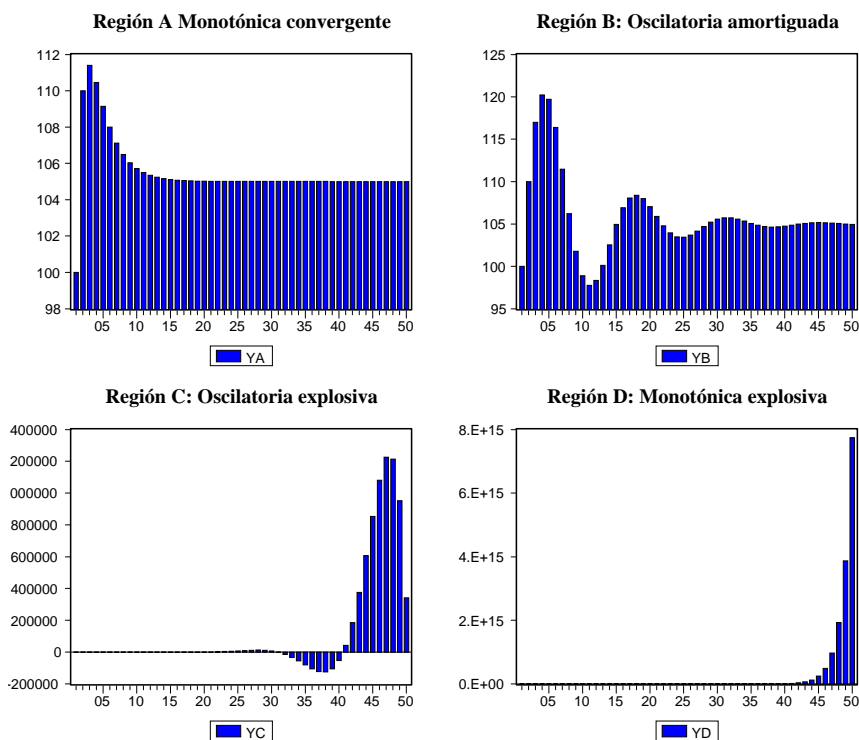 Región A Monotónica convergente
112
110
108
106
104
102
100
98
05 10 15 20 25 30 35 40 45 50
YA
Región B: Oscilatoria amortiguada
125
120
115
110
105
100
95
05 10 15 20 25 30 35 40 45 50
YB
Región C: Oscilatoria explosiva
400000
200000
000000
800000
600000
400000
200000
0
-200000
05 10 15 20 25 30 35 40 45 50
YC
Región D: Monotónica explosiva
8.E+15
6.E+15
4.E+15
2.E+15
0.E+00
05 10 15 20 25 30 35 40 45 50
YD